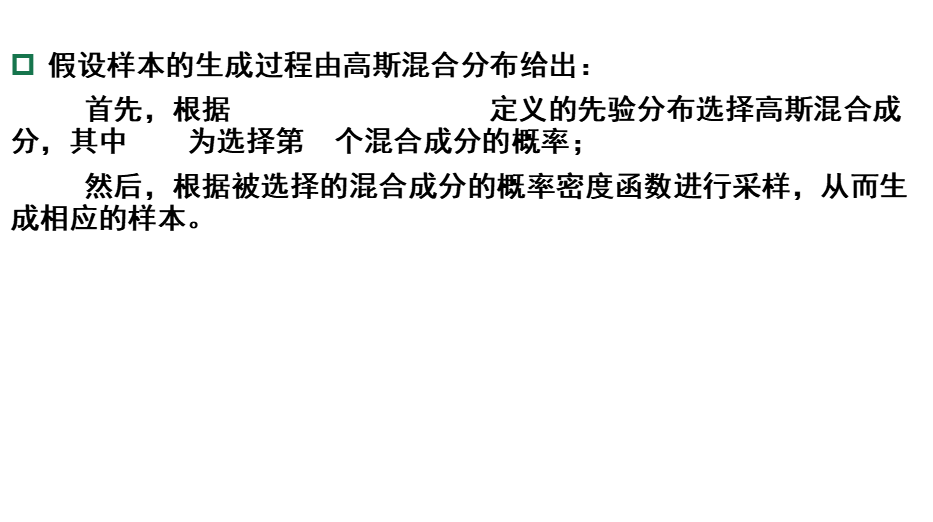 假设样本的生成过程由高斯混合分布给出：
首先，根据 定义的先验分布选择高斯混合成
分，其中 为选择第 个混合成分的概率；
然后，根据被选择的混合成分的概率密度函数进行采样，从而生
成相应的样本。